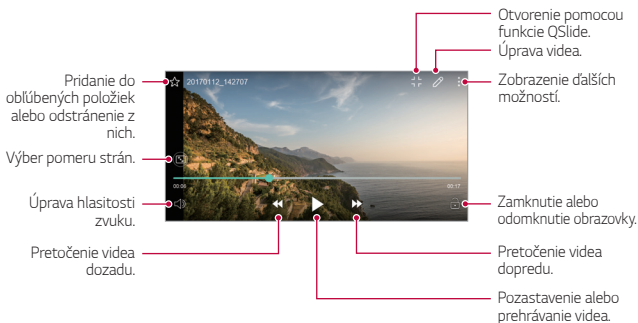 Otvorenie pomocou
funkcie QSlide.
Úprava videa.
Pridanie do
obľúbených položiek
alebo odstránenie z
nich.
20170112_142707
Zobrazenie ďalších
možností.
Výber pomeru strán.
00:06
00:17
Úprava hlasitosti
zvuku.
Zamknutie alebo
odomknutie obrazovky.
Pretočenie videa
dozadu.
Pretočenie videa
dopredu.
Pozastavenie alebo
prehrávanie videa.